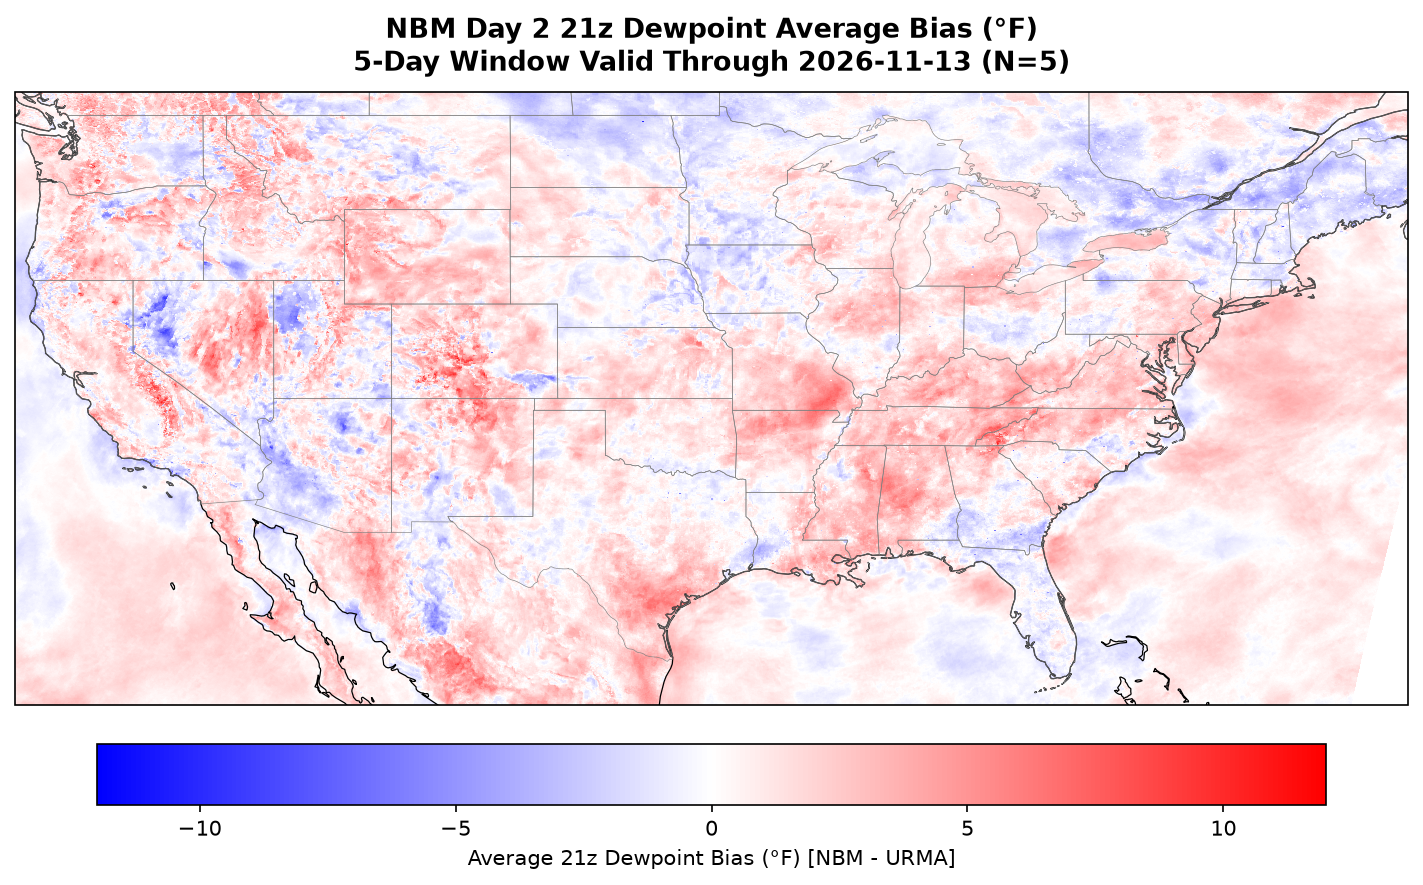 NBM Day 2 21z Dewpoint Average Bias (°F)
5-Day Window Valid Through 2026-11-13 (N=5)
−10 −5 0 5 10
Average 21z Dewpoint Bias (°F) [NBM - URMA]